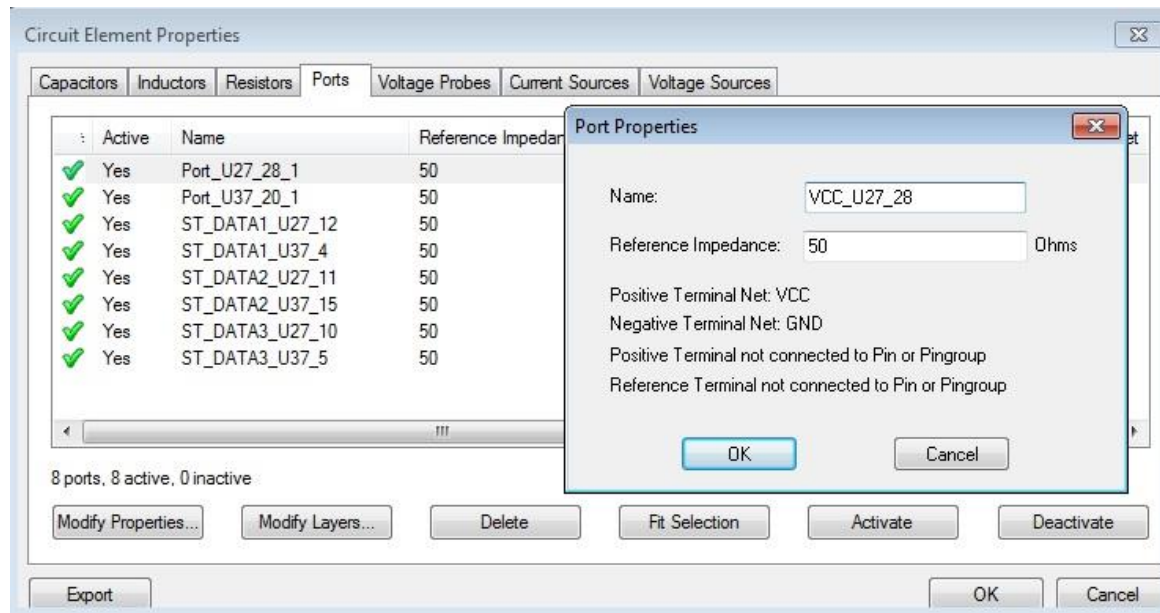 Circuit Element Properties
Capacitors Inductors Resistors Ports Voltage Probes Current Sources Voltage Sources
Active Name Reference
Yes Port_U27_28_1 50
Yes Port_U37_20_1 50
Yes ST_DATA1_U27_12 50
Yes ST_DATA1_U37_4 50
Yes ST_DATA2_U27_11 50
Yes ST_DATA2_U37_15 50
Yes ST_DATA3_U27_10 50
Yes ST_DATA3_U37_5 50
8 ports, 8 active, 0 inactive
Modify Properties... Modify Layers... Delete Fit Selection Activate Deactivate
Export OK Cancel
Port Properties
Name: VCC_U27_28
Reference Impedance: 50 Ohms
Positive Terminal Net: VCC
Negative Terminal Net: GND
Positive Terminal not connected to Pin or Pingroup
Reference Terminal not connected to Pin or Pingroup
OK Cancel